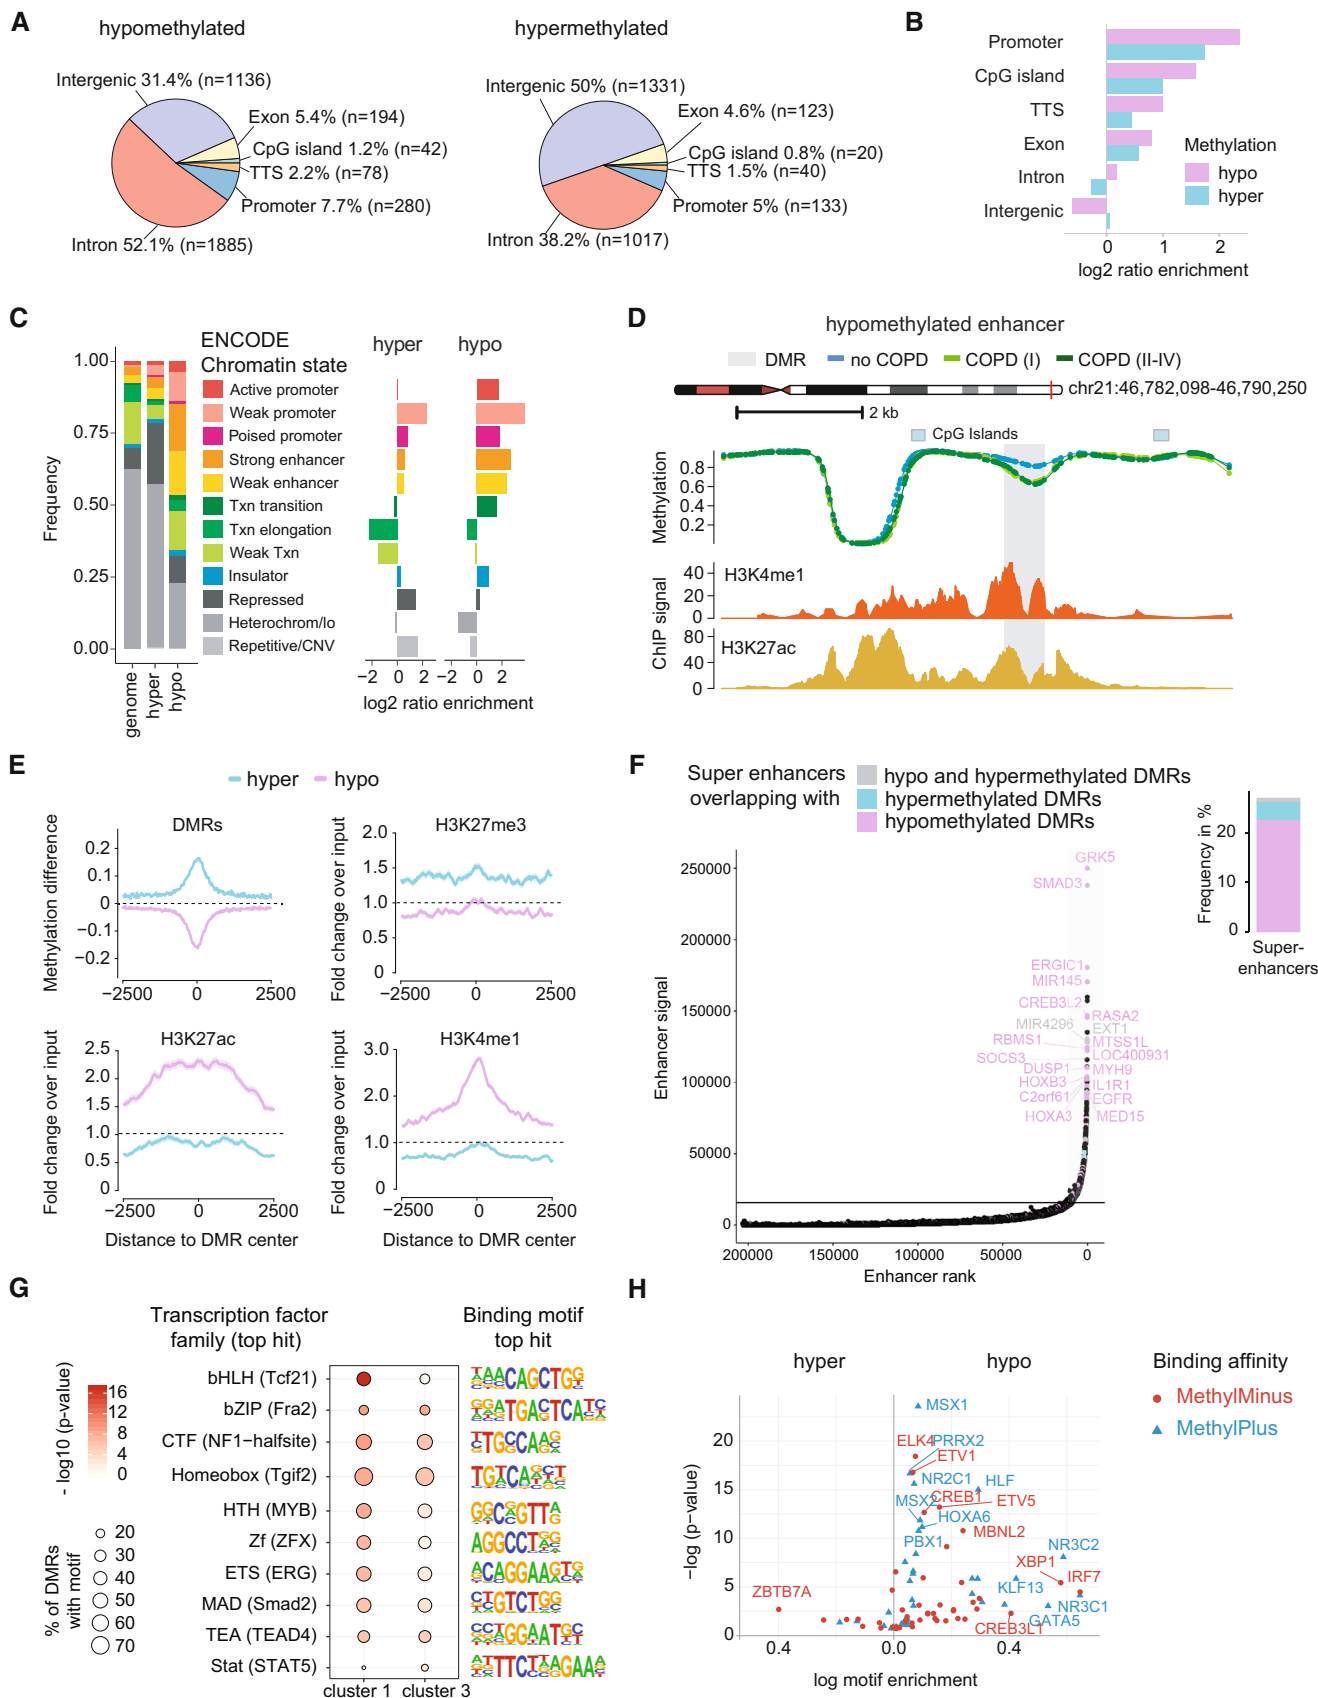 A
hypomethylated
hypermethylated
Intergenic 31.4% (n=1136)
Exon 5.4% (n=194)
CpG island 1.2% (n=42)
TTS 2.2% (n=78)
Promoter 7.7% (n=280)
Intron 52.1% (n=1885)
Intergenic 50% (n=1331)
Exon 4.6% (n=123)
CpG island 0.8% (n=20)
TTS 1.5% (n=40)
Promoter 5% (n=133)
Intron 38.2% (n=1017)
B
Promoter
CpG island
TTS
Exon
Intron
Intergenic
Methylation
hypo
hyper
0 1 2
log2 ratio enrichment
C
Frequency
1.00
0.75
0.50
0.25
0.00
genome
hyper
hypo
ENCODE
Chromatin state
Active promoter
Weak promoter
Poised promoter
Strong enhancer
Weak enhancer
Txn transition
Txn elongation
Weak Txn
Insulator
Repressed
Heterochrom/lo
Repetitive/CNV
hyper
hypo
−2 0 2 −2 0 2
log2 ratio enrichment
D
hypomethylated enhancer
DMR
no COPD
COPD (I)
COPD (II-IV)
chr21:46,782,098-46,790,250
2 kb
CpG Islands
Methylation
0.8
0.6
0.4
0.2
ChIP signal
H3K4me1
40
20
0
H3K27ac
80
40
0
E
hyper
hypo
DMRs
Methylation difference
0.2
0.1
0
−0.1
−0.2
−2500 0 2500
H3K27me3
Fold change over input
2.0
1.5
1.0
0.5
0
−2500 0 2500
H3K27ac
Fold change over input
2.5
2.0
1.5
1.0
0.5
0
−2500 0 2500
Distance to DMR center
H3K4me1
Fold change over input
3.0
2.0
1.0
0
−2500 0 2500
Distance to DMR center
F
Super enhancers
overlapping with
hypo and hypermethylated DMRs
hypermethylated DMRs
hypomethylated DMRs
Enhancer signal
250000
200000
150000
100000
50000
0
GRK5
SMAD3
ERGIC1
MIR145
CREB3L2
RASA2
MIR4296
EXT1
RBMS1
MTSS1L
SOCS3
LOC400931
DUSP1
MYH9
HOXB3
IL1R1
C2orf61
EGFR
HOXA3
MED15
200000 150000 100000 50000 0
Enhancer rank
Frequency in %
20
10
0
Super-
enhancers
G
Transcription factor
family (top hit)
Binding motif
top hit
- log10 (p-value)
16
12
8
4
0
% of DMRs
with motif
20
30
40
50
60
70
bHLH (Tcf21)
bZIP (Fra2)
CTF (NF1−halfsite)
Homeobox (Tgif2)
HTH (MYB)
Zf (ZFX)
ETS (ERG)
MAD (Smad2)
TEA (TEAD4)
Stat (STAT5)
cluster 1 cluster 3
H
hyper
hypo
Binding affinity
MethylMinus
MethylPlus
−log (p−value)
20
15
10
5
0
MSX1
ELK4
PRRX2
ETV1
NR2C1
HLF
MSX2
CREB1
ETV5
HOXA6
PBX1
MBNL2
NR3C2
XBP1
IRF7
KLF13
NR3C1
GATA5
CREB3L1
ZBTB7A
0.4 0.0 0.4
log motif enrichment